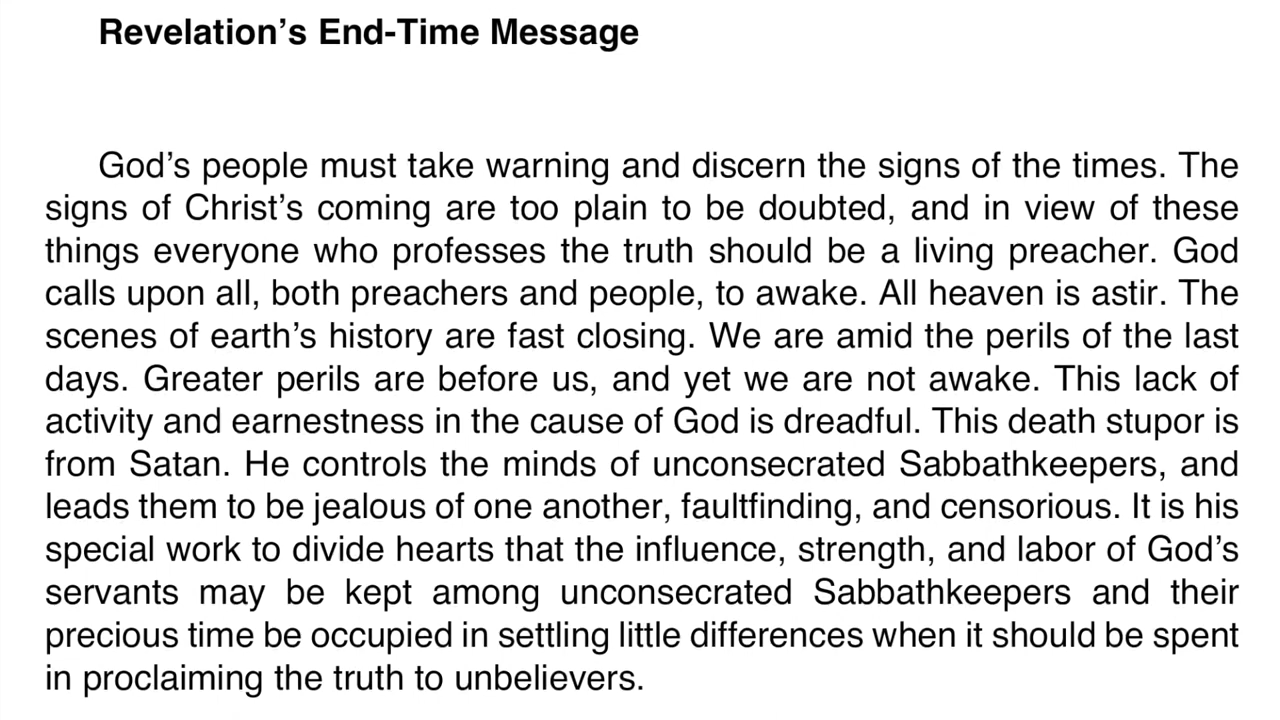 Revelation’s End-Time Message
God’s people must take warning and discern the signs of the times. The
signs of Christ’s coming are too plain to be doubted, and in view of these
things everyone who professes the truth should be a living preacher. God
calls upon all, both preachers and people, to awake. All heaven is astir. The
scenes of earth’s history are fast closing. We are amid the perils of the last
days. Greater perils are before us, and yet we are not awake. This lack of
activity and earnestness in the cause of God is dreadful. This death stupor is
from Satan. He controls the minds of unconsecrated Sabbathkeepers, and
leads them to be jealous of one another, faultfinding, and censorious. It is his
special work to divide hearts that the influence, strength, and labor of God’s
servants may be kept among unconsecrated Sabbathkeepers and their
precious time be occupied in settling little differences when it should be spent
in proclaiming the truth to unbelievers.